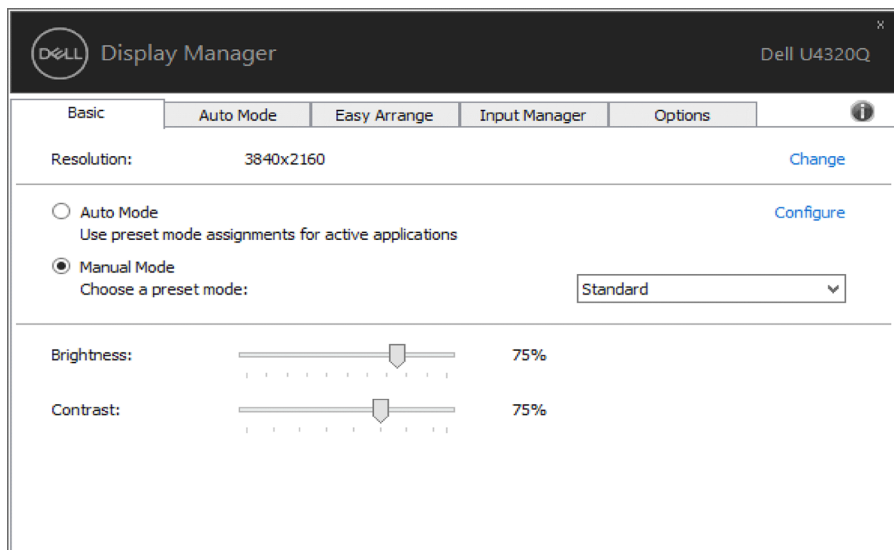 DELL Display Manager
x
Dell U4320Q
Basic Auto Mode Easy Arrange Input Manager Options i
Resolution: 3840x2160 Change
Auto Mode Configure
Use preset mode assignments for active applications
Manual Mode
Choose a preset mode: Standard
Brightness: 75%
Contrast: 75%